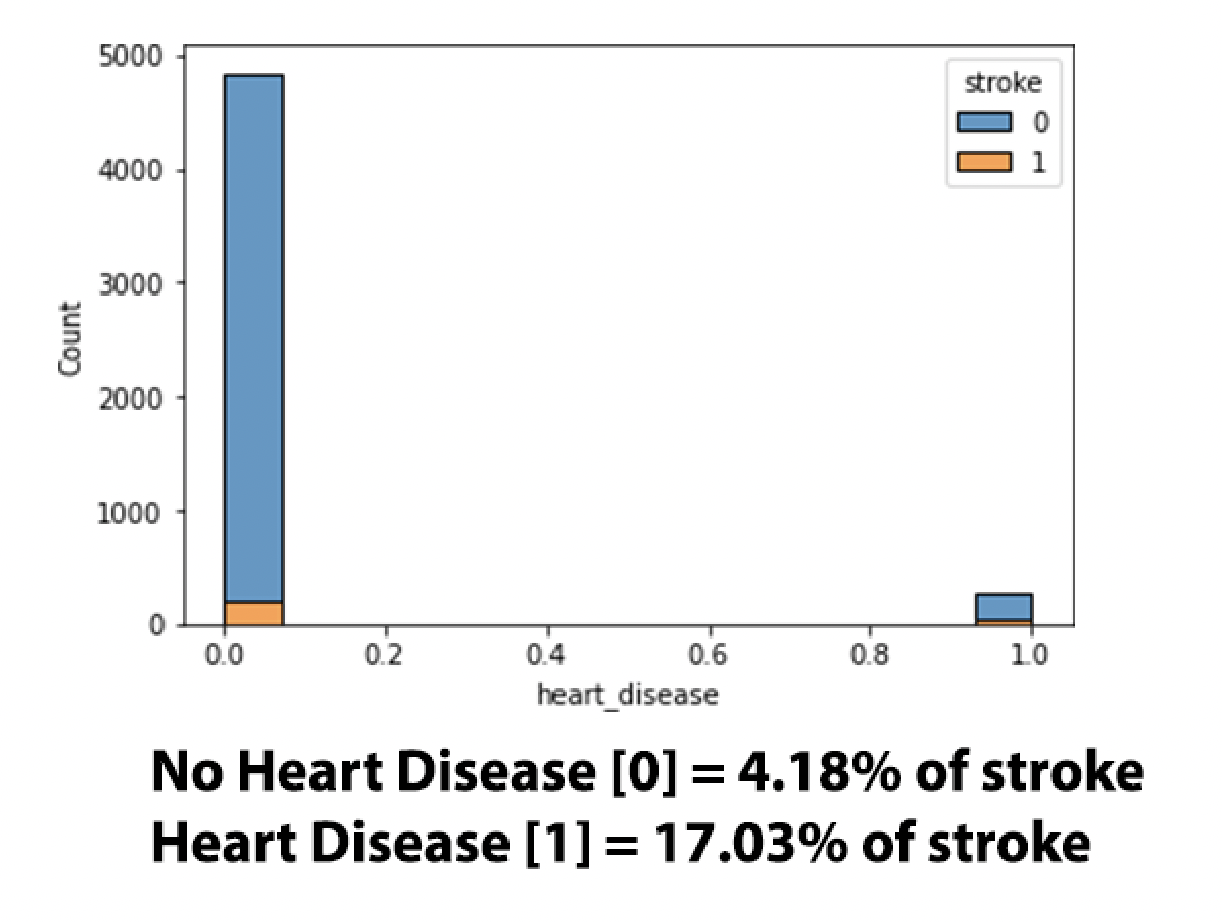 5000
4000
3000
2000
1000
0
Count
stroke
0
1
0.0 0.2 0.4 0.6 0.8 1.0
heart_disease
No Heart Disease [0] = 4.18% of stroke
Heart Disease [1] = 17.03% of stroke